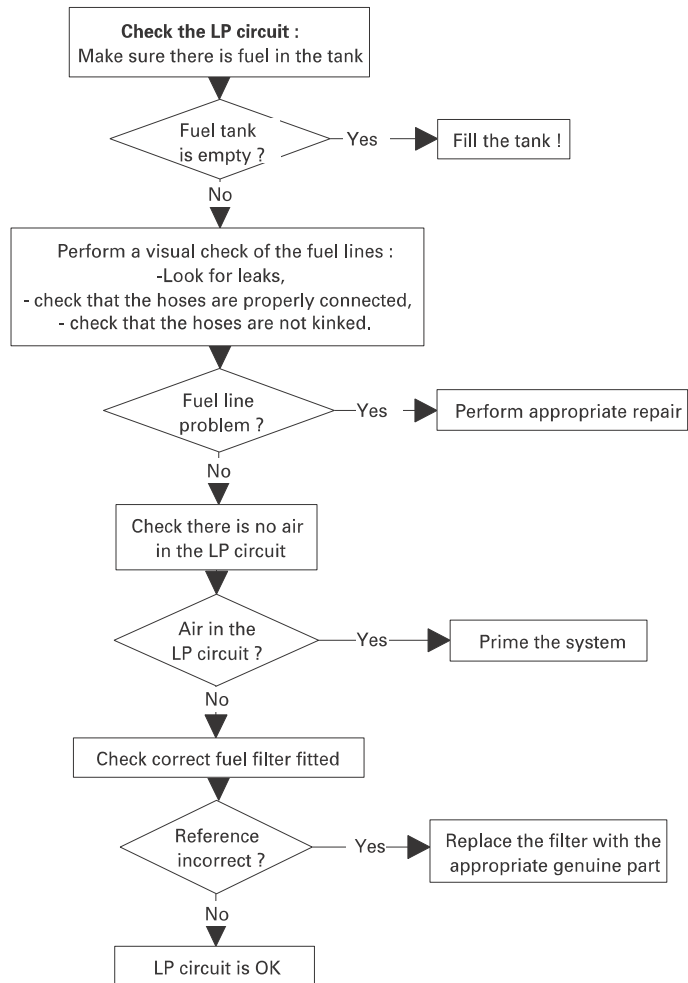 Check the LP circuit :
Make sure there is fuel in the tank
Fuel tank
is empty ?
Yes
Fill the tank !
No
Perform a visual check of the fuel lines :
-Look for leaks,
- check that the hoses are properly connected,
- check that the hoses are not kinked.
Fuel line
problem ?
Yes
Perform appropriate repair
No
Check there is no air
in the LP circuit
Air in the
LP circuit ?
Yes
Prime the system
No
Check correct fuel filter fitted
Reference
incorrect ?
Yes
Replace the filter with the
appropriate genuine part
No
LP circuit is OK